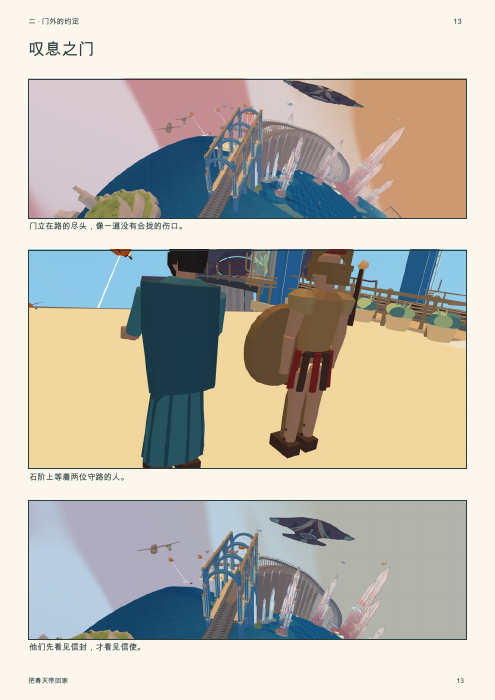 二 · 门外的约定
13
叹息之门
门立在路的尽头，像一道没有合拢的伤口。
石阶上等着两位守路的人。
他们先看见信封，才看见信使。
把春天带回家
13